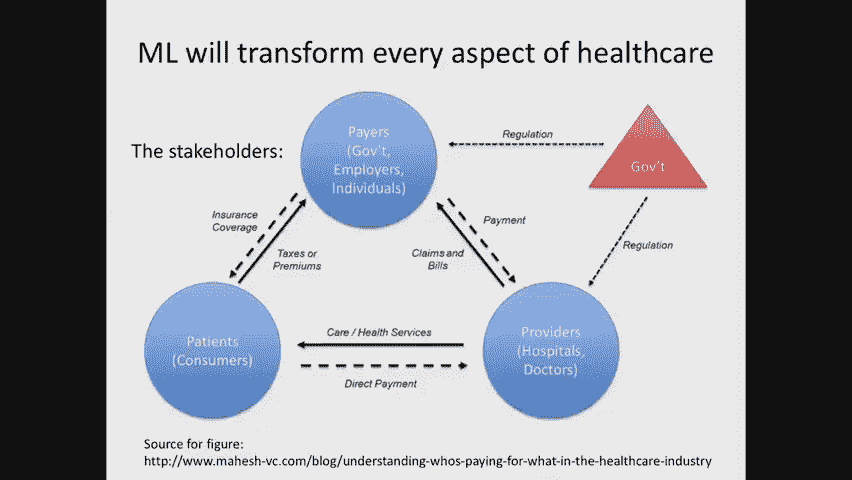 ML will transform every aspect of healthcare
The stakeholders:
Payers
(Gov't,
Employers,
Individuals)
Regulation
Gov't
Insurance
Coverage
Taxes or
Premiums
Payment
Claims and
Bills
Regulation
Patients
(Consumers)
Care / Health Services
Direct Payment
Providers
(Hospitals,
Doctors)
Source for figure:
http://www.mahesh-vc.com/blog/understanding-whos-paying-for-what-in-the-healthcare-industry